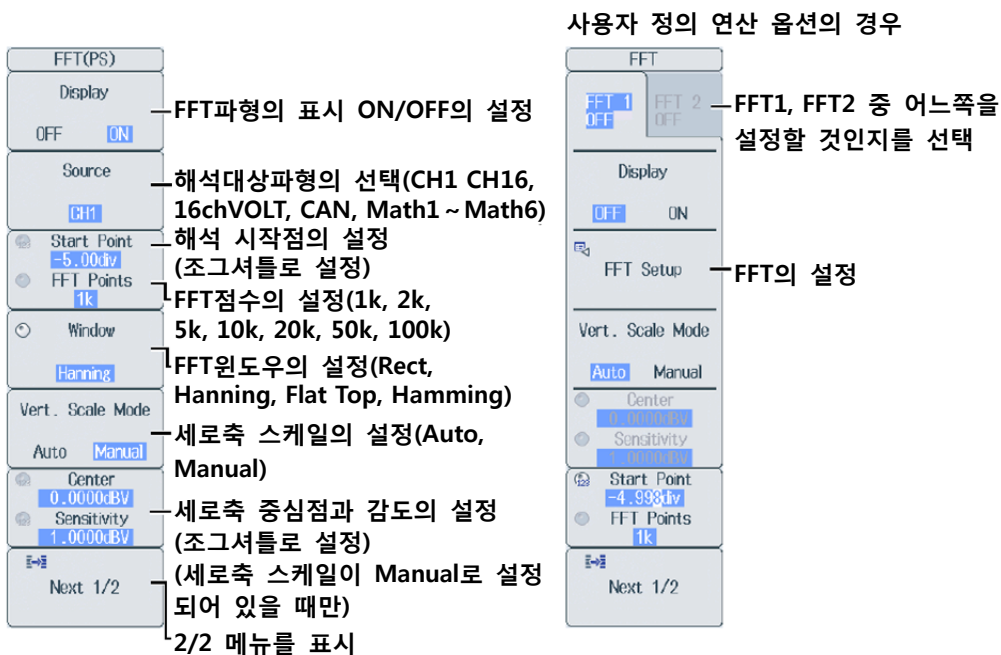 사용자 정의 연산 옵션의 경우
FFT(PS)
Display
OFF ON
FFT파형의 표시 ON/OFF의 설정
Source
CH1
해석대상파형의 선택(CH1 CH16,
16chVOLT, CAN, Math1～Math6)
Start Point
-5.00div
해석 시작점의 설정
(조그셔틀로 설정)
FFT Points
1k
FFT점수의 설정(1k, 2k,
5k, 10k, 20k, 50k, 100k)
Window
Hanning
FFT윈도우의 설정(Rect,
Hanning, Flat Top, Hamming)
Vert. Scale Mode
Auto Manual
세로축 스케일의 설정(Auto,
Manual)
Center
0.0000dBV
Sensitivity
1.0000dBV
세로축 중심점과 감도의 설정
(조그셔틀로 설정)
(세로축 스케일이 Manual로 설정
되어 있을 때만)
Next 1/2
2/2 메뉴를 표시
FFT
FFT 1
OFF
FFT 2
OFF
FFT1, FFT2 중 어느쪽을
설정할 것인지를 선택
Display
OFF ON
FFT Setup
FFT의 설정
Vert. Scale Mode
Auto Manual
Center
0.0000dBV
Sensitivity
1.0000dBV
Start Point
-4.998div
FFT Points
1k
Next 1/2